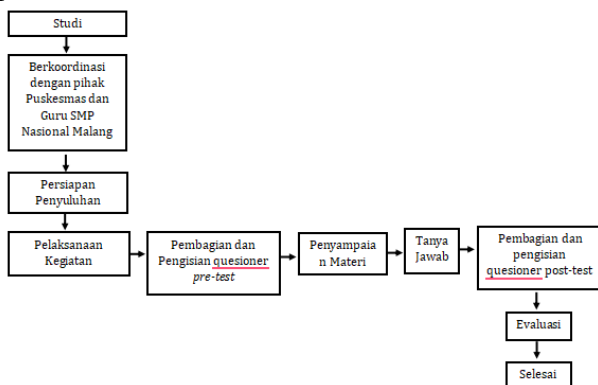 Studi
Berkoordinasi
dengan pihak
Puskesmas dan
Guru SMP
Nasional Malang
Persiapan
Penyuluhan
Pelaksanaan
Kegiatan
Pembagian dan
Pengisian quesioner
pre-test
Penyampaia
n Materi
Tanya
Jawab
Pembagian dan
pengisian
quesioner post-test
Evaluasi
Selesai